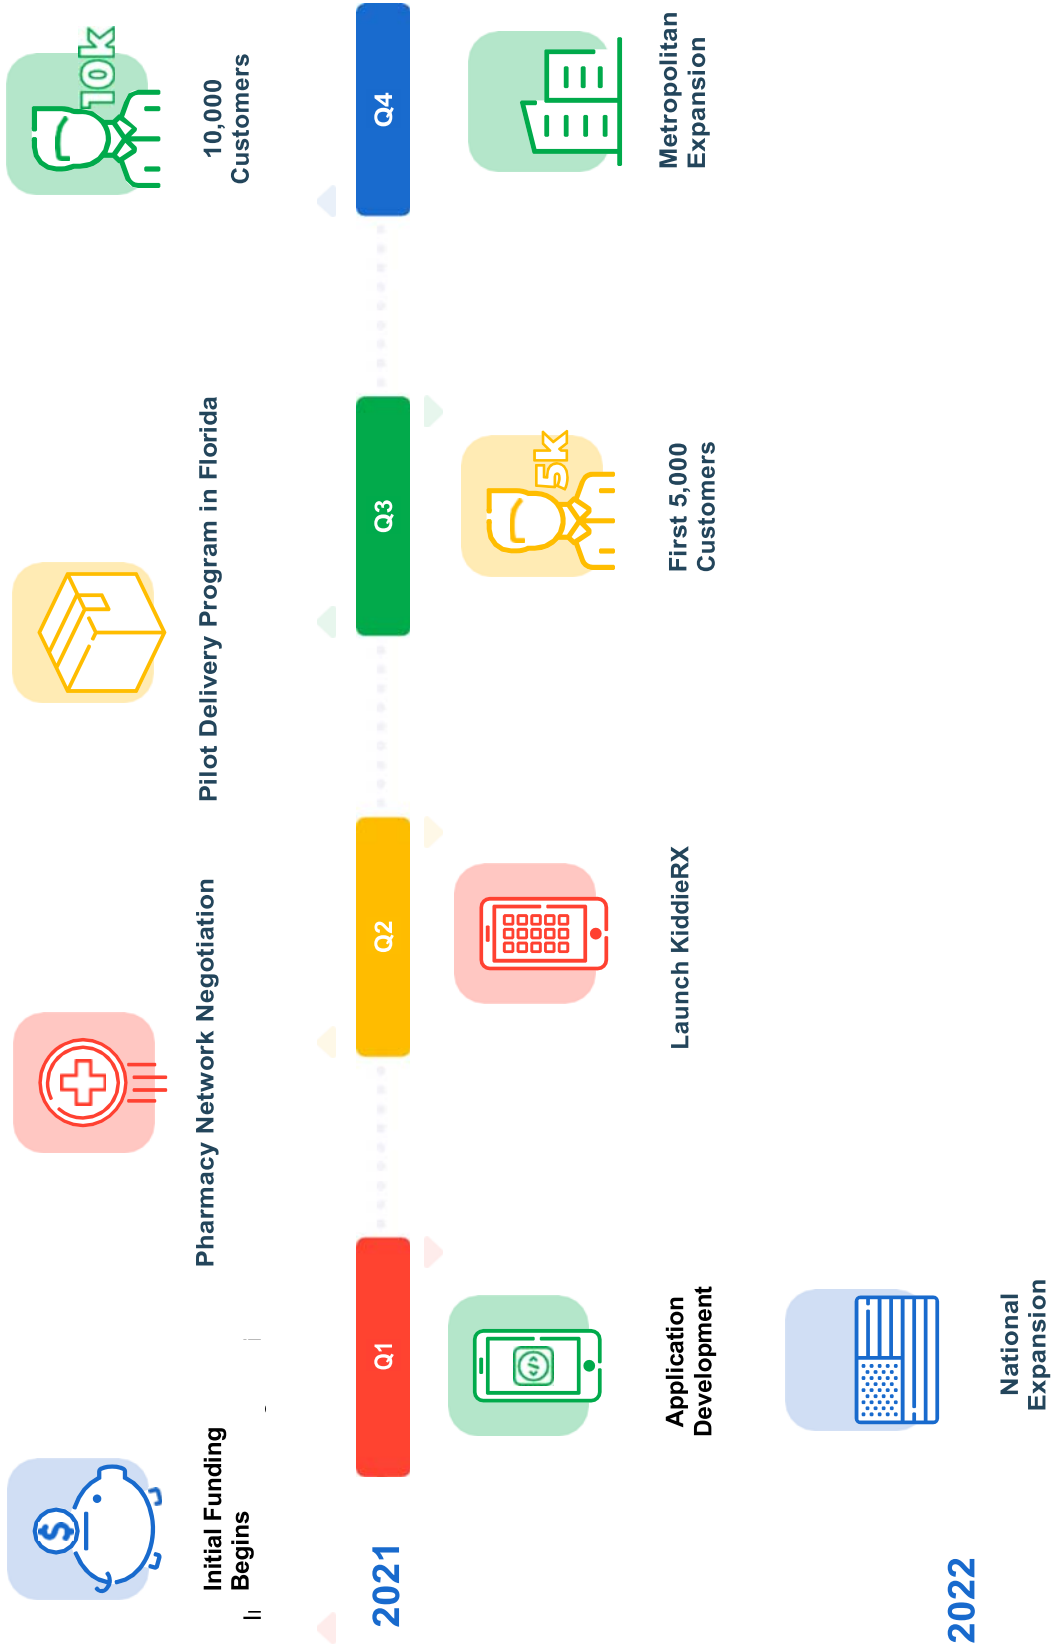 Initial Funding
Begins
Pharmacy Network Negotiation
Pilot Delivery Program in Florida
10k
10,000
Customers
2021
Q1
Q2
Q3
Q4
Application
Development
Launch KiddieRX
5k
First 5,000
Customers
Metropolitan
Expansion
2022
National
Expansion